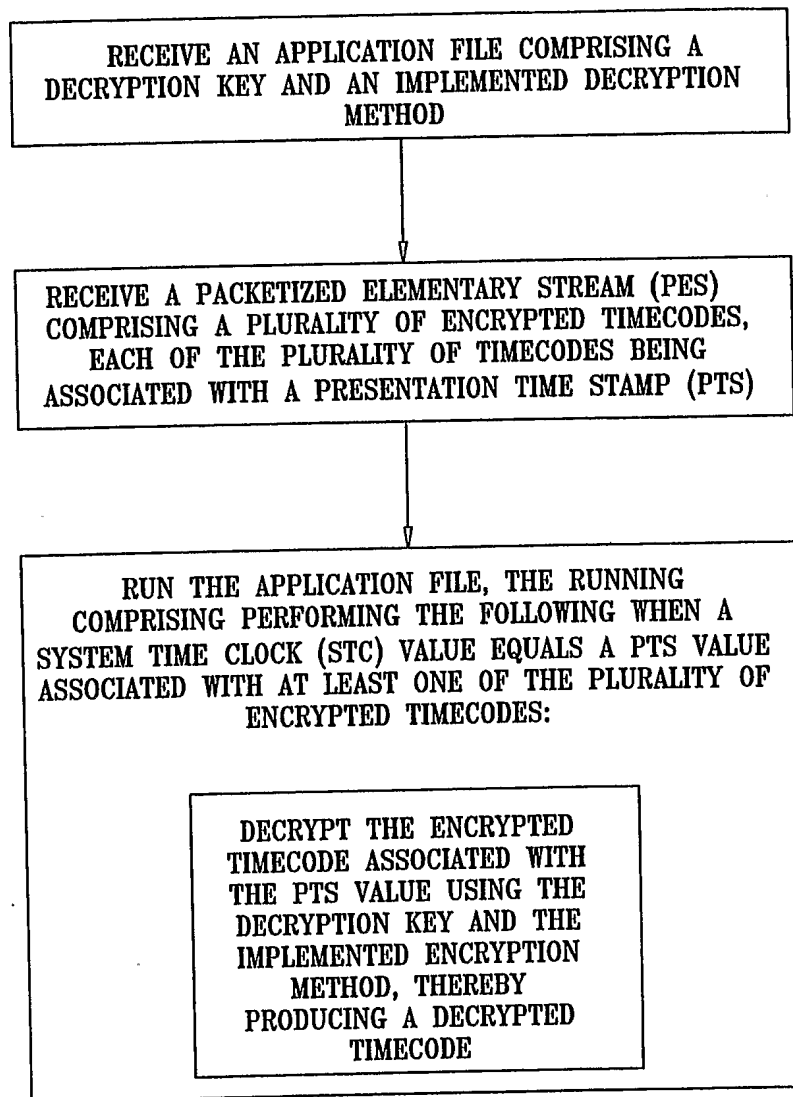 RECEIVE AN APPLICATION FILE COMPRISING A
DECRYPTION KEY AND AN IMPLEMENTED DECRYPTION
METHOD
RECEIVE A PACKETIZED ELEMENTARY STREAM (PES)
COMPRISING A PLURALITY OF ENCRYPTED TIMECODES,
EACH OF THE PLURALITY OF TIMECODES BEING
ASSOCIATED WITH A PRESENTATION TIME STAMP (PTS)
RUN THE APPLICATION FILE, THE RUNNING
COMPRISING PERFORMING THE FOLLOWING WHEN A
SYSTEM TIME CLOCK (STC) VALUE EQUALS A PTS VALUE
ASSOCIATED WITH AT LEAST ONE OF THE PLURALITY OF
ENCRYPTED TIMECODES:
DECRYPT THE ENCRYPTED
TIMECODE ASSOCIATED WITH
THE PTS VALUE USING THE
DECRYPTION KEY AND THE
IMPLEMENTED ENCRYPTION
METHOD, THEREBY
PRODUCING A DECRYPTED
TIMECODE